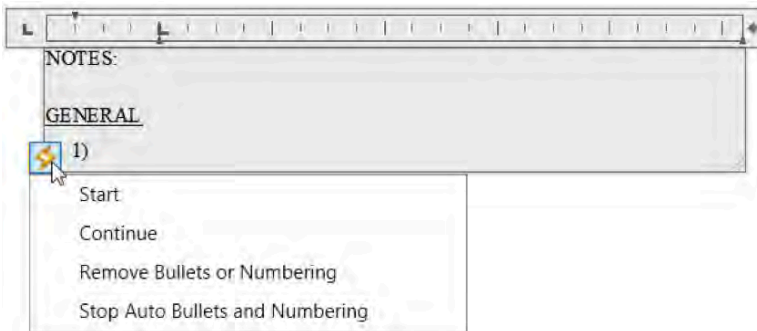 NOTES:
GENERAL
1)
Start
Continue
Remove Bullets or Numbering
Stop Auto Bullets and Numbering